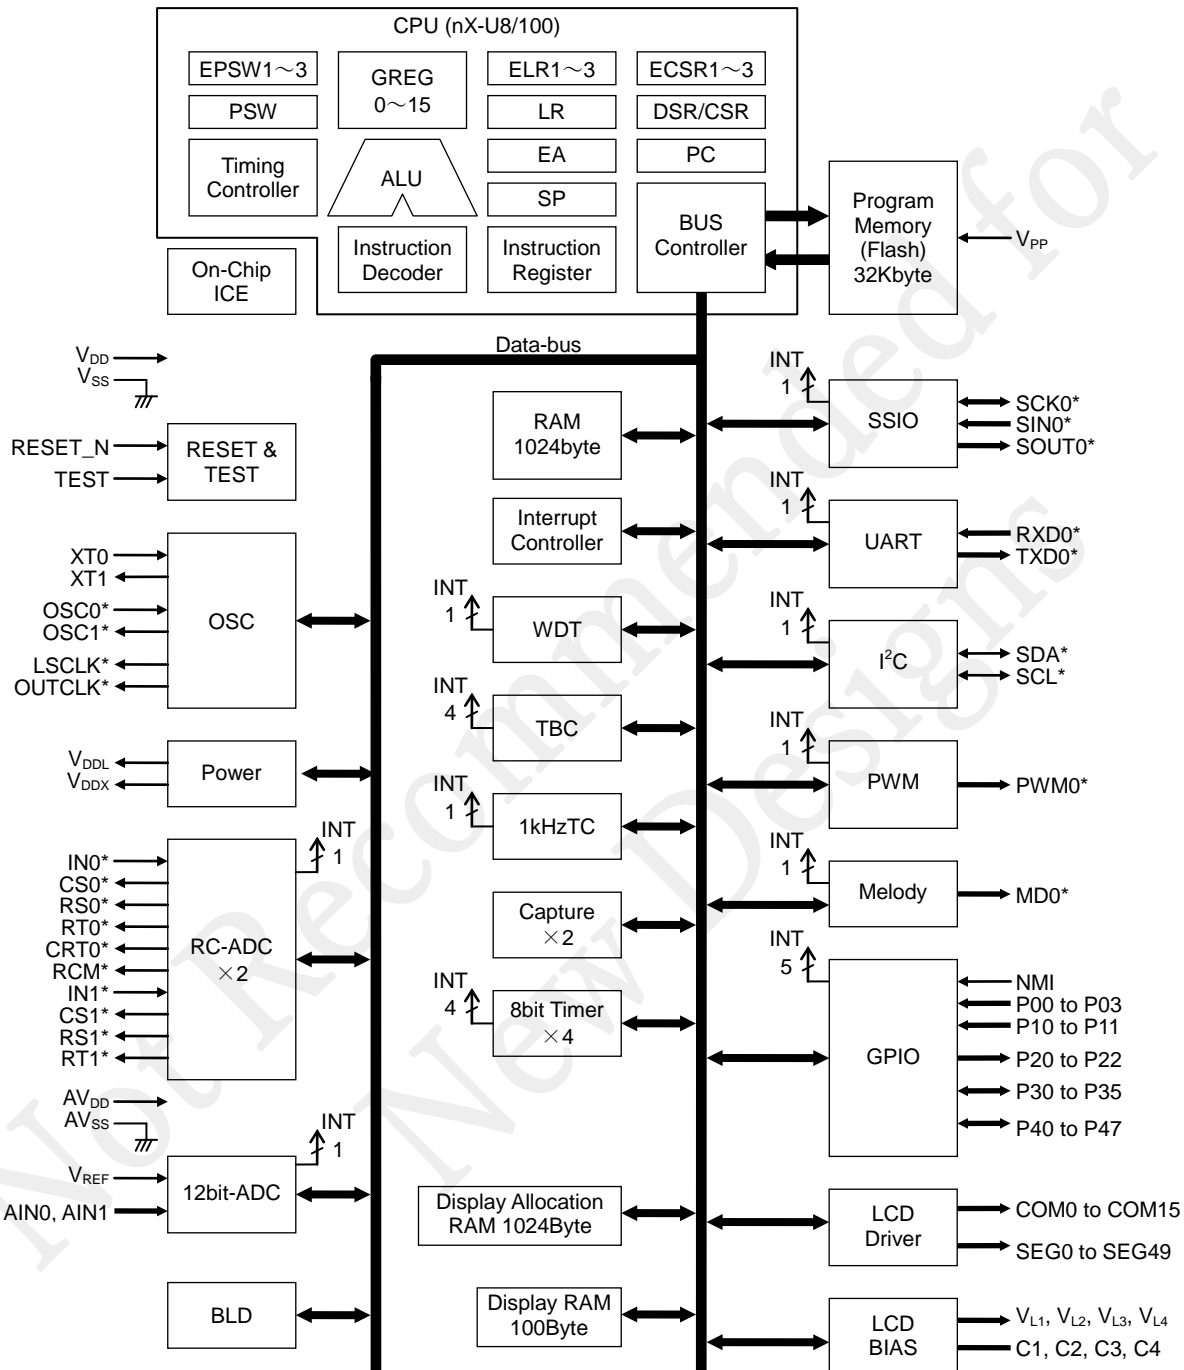 CPU (nX-U8/100)
EPSW1～3
GREG
0～15
ELR1～3
ECSR1～3
PSW
LR
DSR/CSR
Timing
Controller
ALU
EA
PC
SP
BUS
Controller
Program
Memory
(Flash)
32Kbyte
VPP
On-Chip
ICE
Instruction
Decoder
Instruction
Register
Data-bus
VDD
VSS
RESET_N
TEST
RESET &
TEST
XT0
XT1
OSC0*
OSC1*
LSCLK*
OUTCLK*
OSC
VDDL
VDDX
Power
IN0*
CS0*
RS0*
RT0*
CRT0*
RCM*
IN1*
CS1*
RS1*
RT1*
RC-ADC
×2
INT
1
AVDD
AVSS
VREF
AIN0, AIN1
12bit-ADC
INT
1
BLD
RAM
1024byte
Interrupt
Controller
INT
1
WDT
INT
4
TBC
INT
1
1kHzTC
Capture
×2
INT
4
8bit Timer
×4
Display Allocation
RAM 1024Byte
Display RAM
100Byte
INT
1
SSIO
SCK0*
SIN0*
SOUT0*
INT
1
UART
RXD0*
TXD0*
INT
1
I²C
SDA*
SCL*
INT
1
PWM
PWM0*
INT
1
Melody
MD0*
INT
5
GPIO
NMI
P00 to P03
P10 to P11
P20 to P22
P30 to P35
P40 to P47
LCD
Driver
COM0 to COM15
SEG0 to SEG49
LCD
BIAS
VL1, VL2, VL3, VL4
C1, C2, C3, C4
Not Recommended for
New Designs